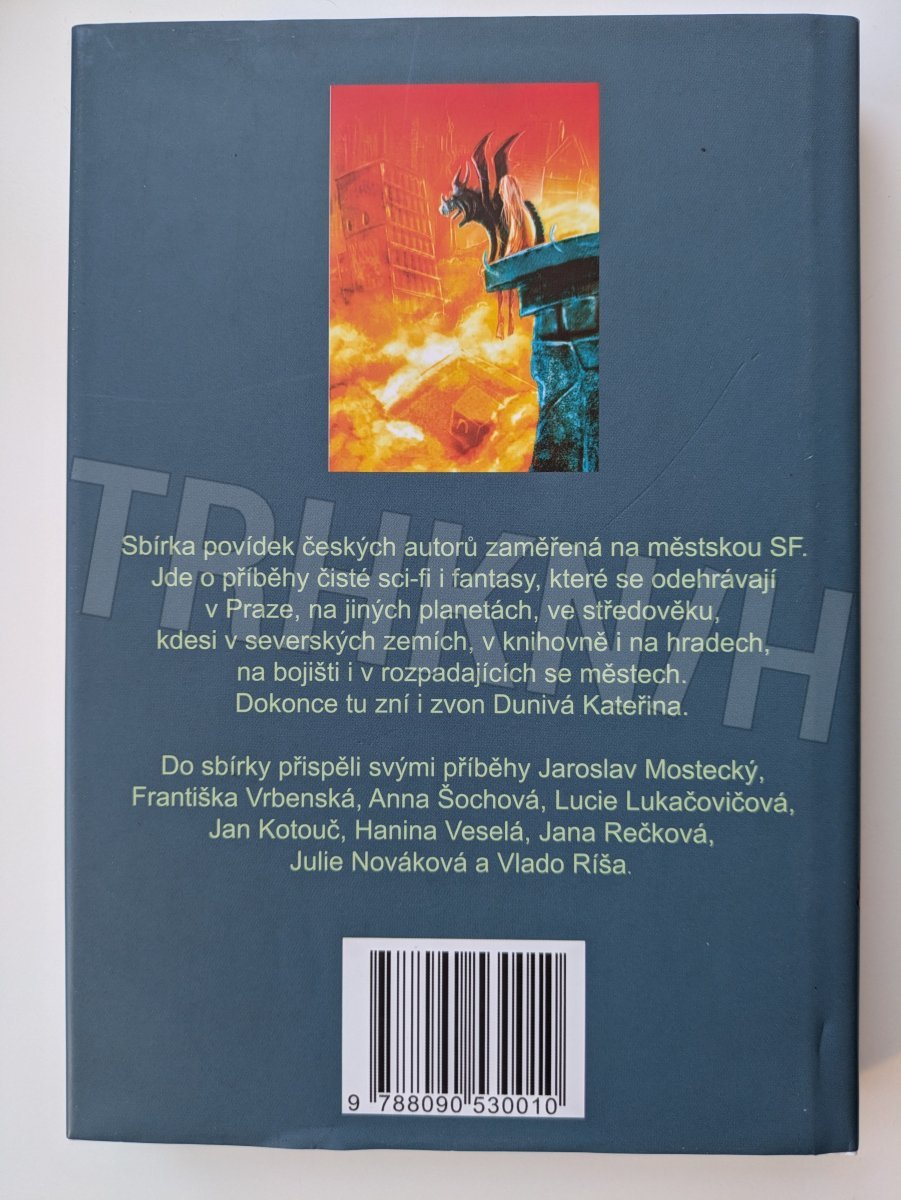 Sbírka povídek českých autorů zaměřená na městskou SF.
Jde o příběhy čisté sci-fi i fantasy, které se odehrávají
v Praze, na jiných planetách, ve středověku,
kdesi v severských zemích, v knihovně i na hradech,
na bojišti i v rozpadajících se městech.
Dokonce tu zní i zvon Dunivá Kateřina.
Do sbírky přispěli svými příběhy Jaroslav Mostecký,
Františka Vrbenská, Anna Šochová, Lucie Lukačovičová,
Jan Kotouč, Hanina Veselá, Jana Rečková,
Julie Nováková a Vlado Ríša.
9 788090 530010
TRHKNIH